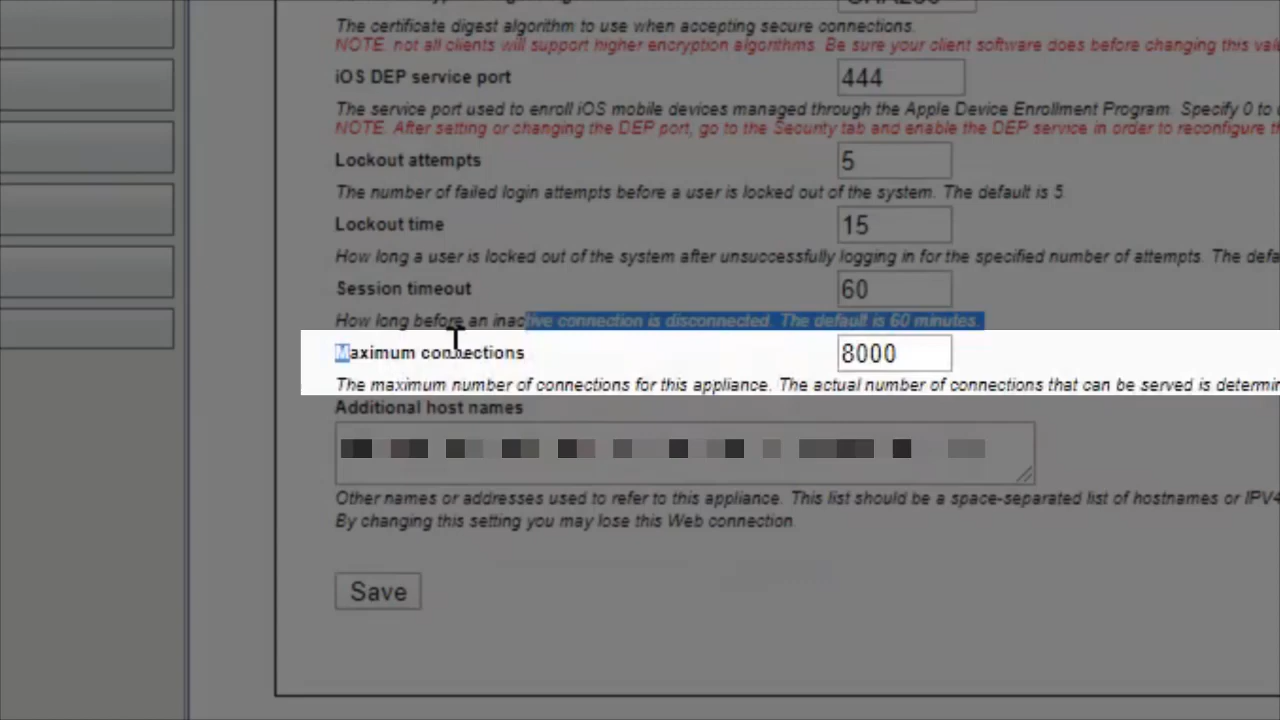 The certificate digest algorithm to use when accepting secure connections.
NOTE: not all clients will support higher encryption algorithms. Be sure your client software does before changing this
iOS DEP service port
444
The service port used to enroll iOS mobile devices managed through the Apple Device Enrollment Program. Specify 0 to
NOTE: After setting or changing the DEP port, go to the Security tab and enable the DEP service in order to reconfigure
Lockout attempts
5
The number of failed login attempts before a user is locked out of the system. The default is 5.
Lockout time
15
How long a user is locked out of the system after unsuccessfully logging in for the specified number of attempts. The
Session timeout
60
How long before an inactive connection is disconnected. The default is 60 minutes.
Maximum connections
8000
The maximum number of connections for this appliance. The actual number of connections that can be served is
Additional host names
Other names or addresses used to refer to this appliance. This list should be a space-separated list of hostnames or
By changing this setting you may lose this Web connection.
Save